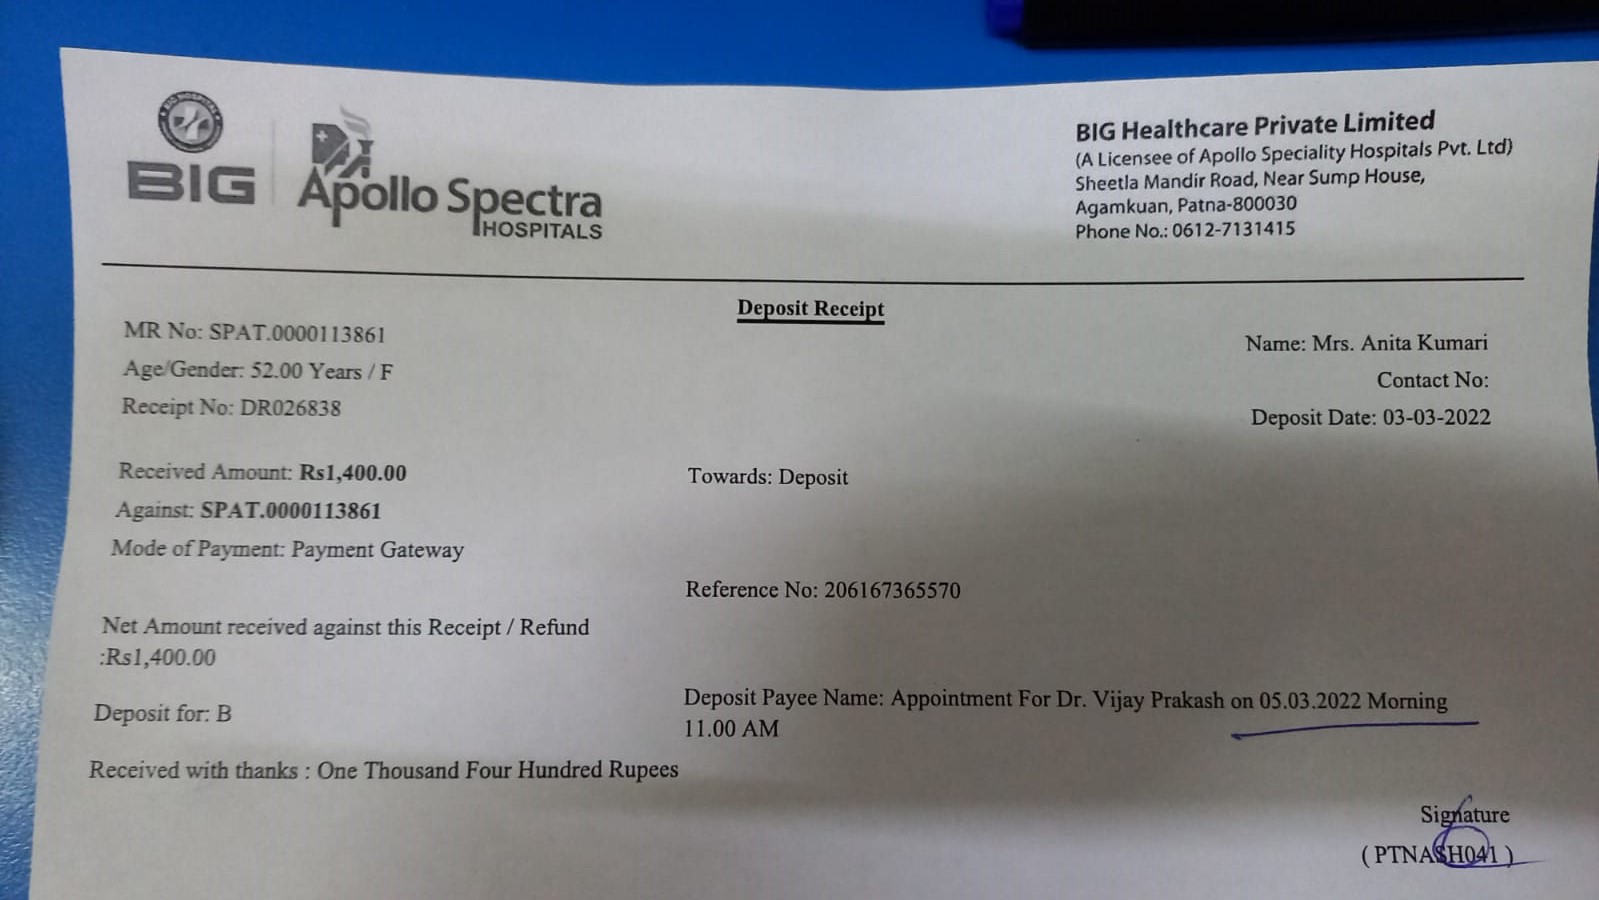 BIG
Apollo Spectra
HOSPITALS
BIG Healthcare Private Limited
(A Licensee of Apollo Speciality Hospitals Pvt. Ltd)
Sheetla Mandir Road, Near Sump House,
Agamkuan, Patna-800030
Phone No.: 0612-7131415
Deposit Receipt
MR No: SPAT.0000113861
Age/Gender: 52.00 Years / F
Receipt No: DR026838
Name: Mrs. Anita Kumari
Contact No:
Deposit Date: 03-03-2022
Received Amount: Rs1,400.00
Towards: Deposit
Against: SPAT.0000113861
Mode of Payment: Payment Gateway
Reference No: 206167365570
Net Amount received against this Receipt / Refund
:Rs1,400.00
Deposit for: B
Deposit Payee Name: Appointment For Dr. Vijay Prakash on 05.03.2022 Morning
11.00 AM
Received with thanks : One Thousand Four Hundred Rupees
Signature
( PTNASH041 )